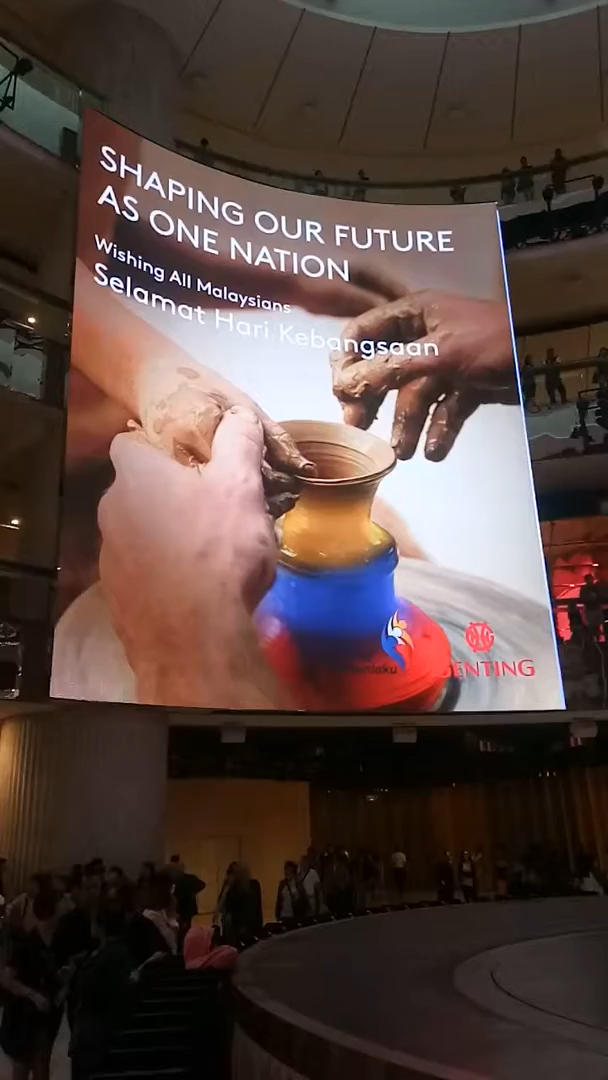 SHAPING OUR FUTURE
AS ONE NATION
Wishing All Malaysians
Selamat Hari Kebangsaan
GENTING